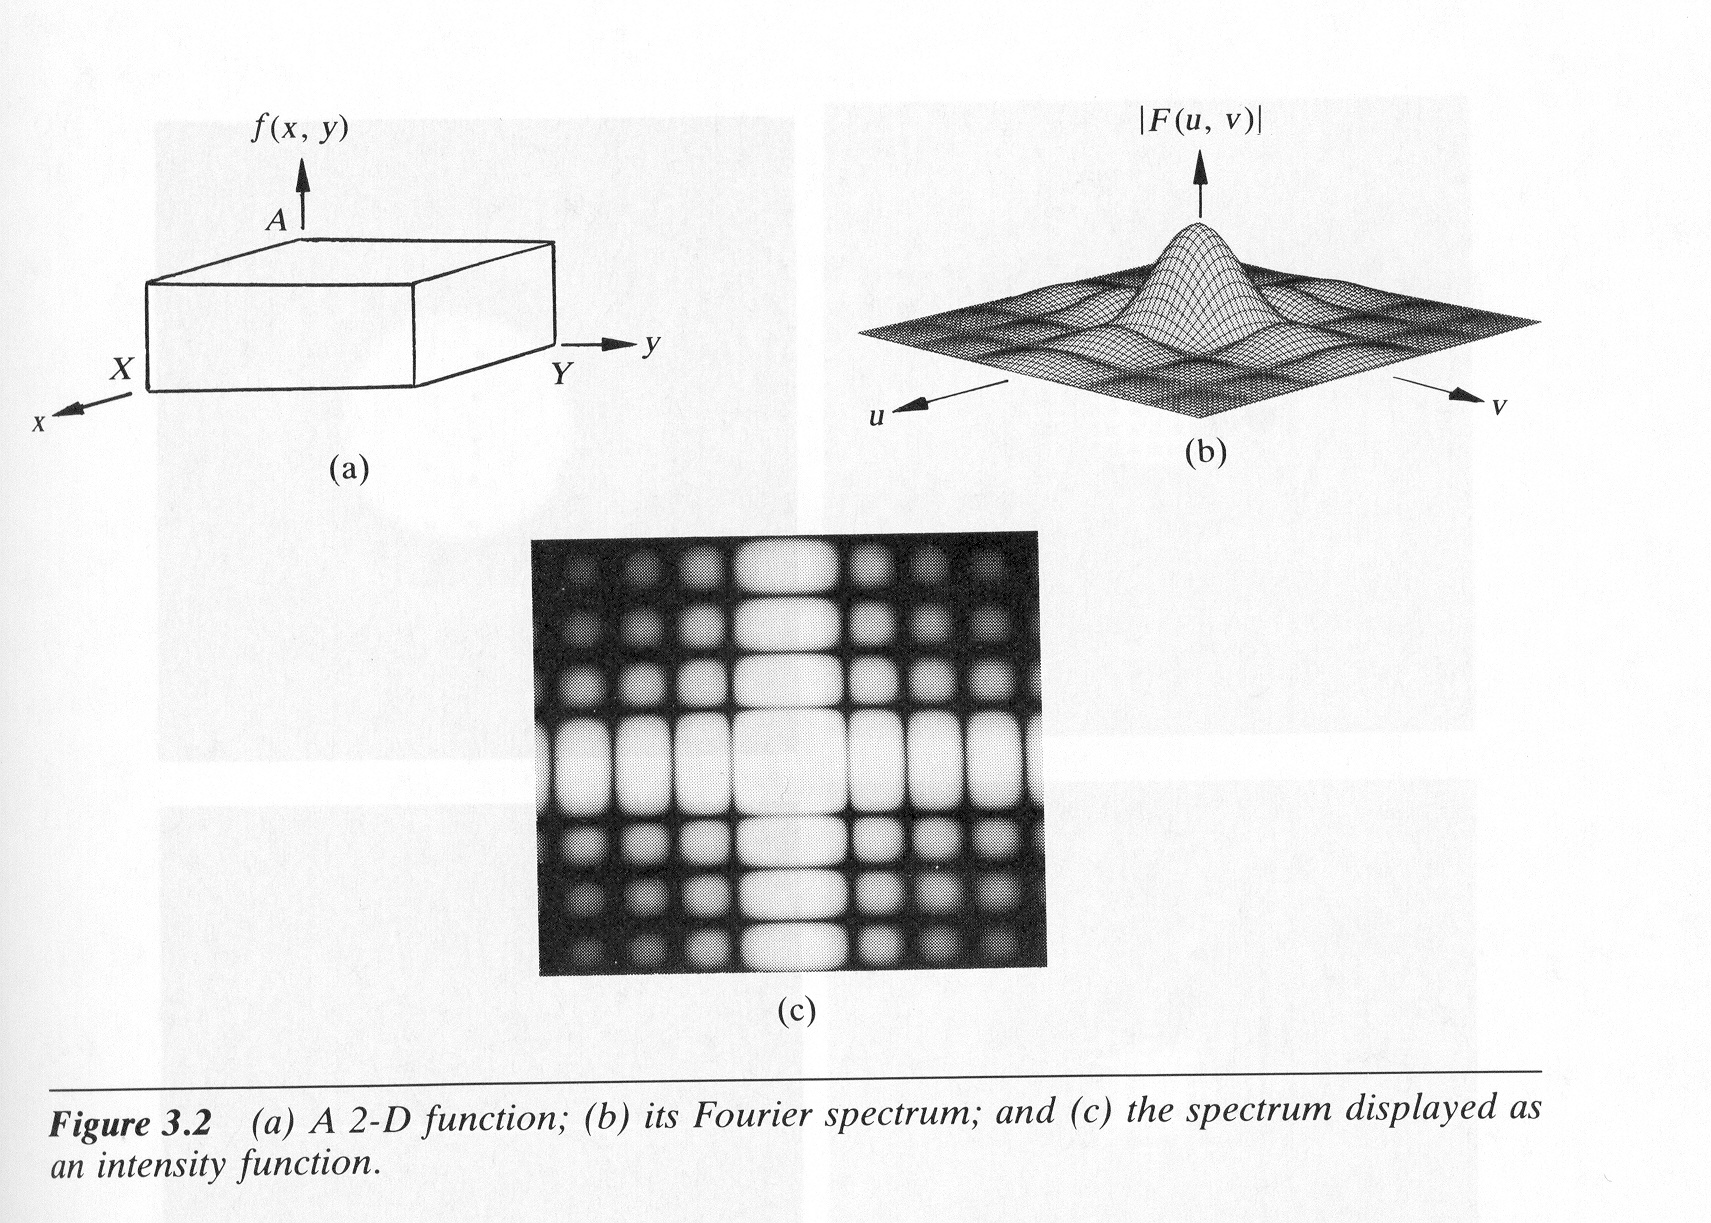 f(x, y)
A
X
x
Y
y
(a)
|F(u, v)|
u
v
(b)
(c)
Figure 3.2 (a) A 2-D function; (b) its Fourier spectrum; and (c) the spectrum displayed as
an intensity function.